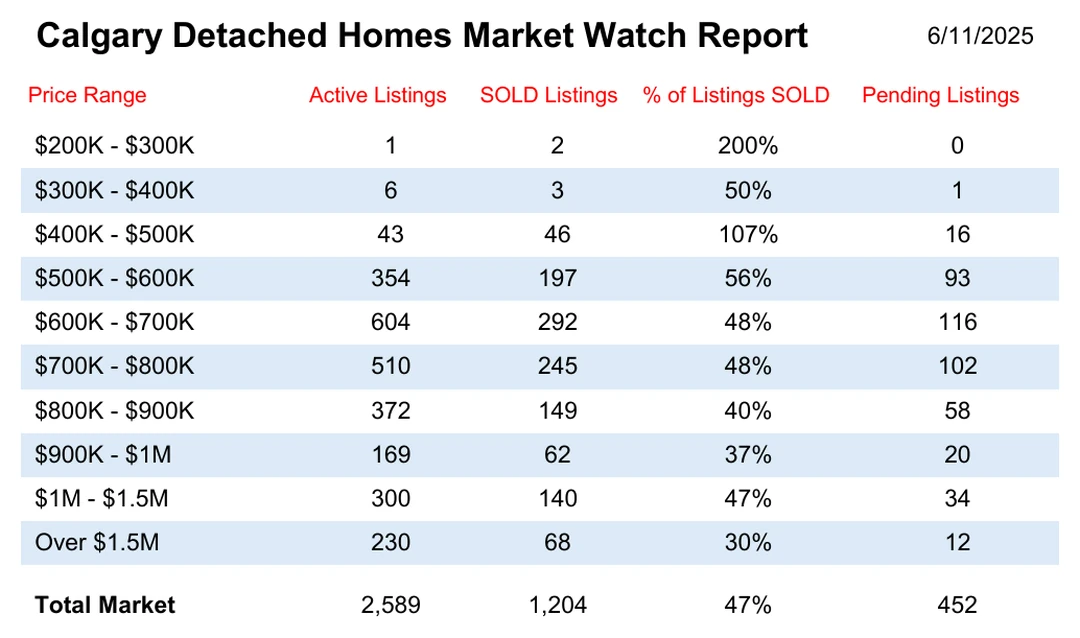 Calgary Detached Homes Market Watch Report 6/11/2025
Price Range Active Listings SOLD Listings % of Listings SOLD Pending Listings
$200K - $300K 1 2 200% 0
$300K - $400K 6 3 50% 1
$400K - $500K 43 46 107% 16
$500K - $600K 354 197 56% 93
$600K - $700K 604 292 48% 116
$700K - $800K 510 245 48% 102
$800K - $900K 372 149 40% 58
$900K - $1M 169 62 37% 20
$1M - $1.5M 300 140 47% 34
Over $1.5M 230 68 30% 12
Total Market 2,589 1,204 47% 452